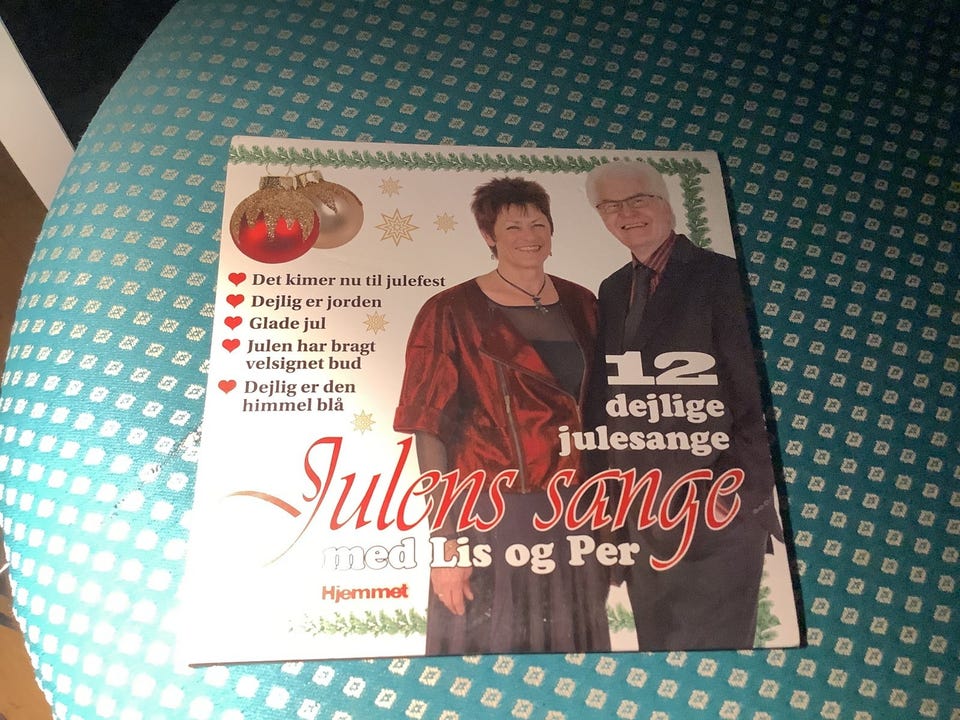 Det kimer nu til julefest
Dejlig er jorden
Glade jul
Julen har bragt
velsignet bud
Dejlig er den
himmel blå
12
dejlige
julesange
Julens sange
med Lis og Per
Hjemmet